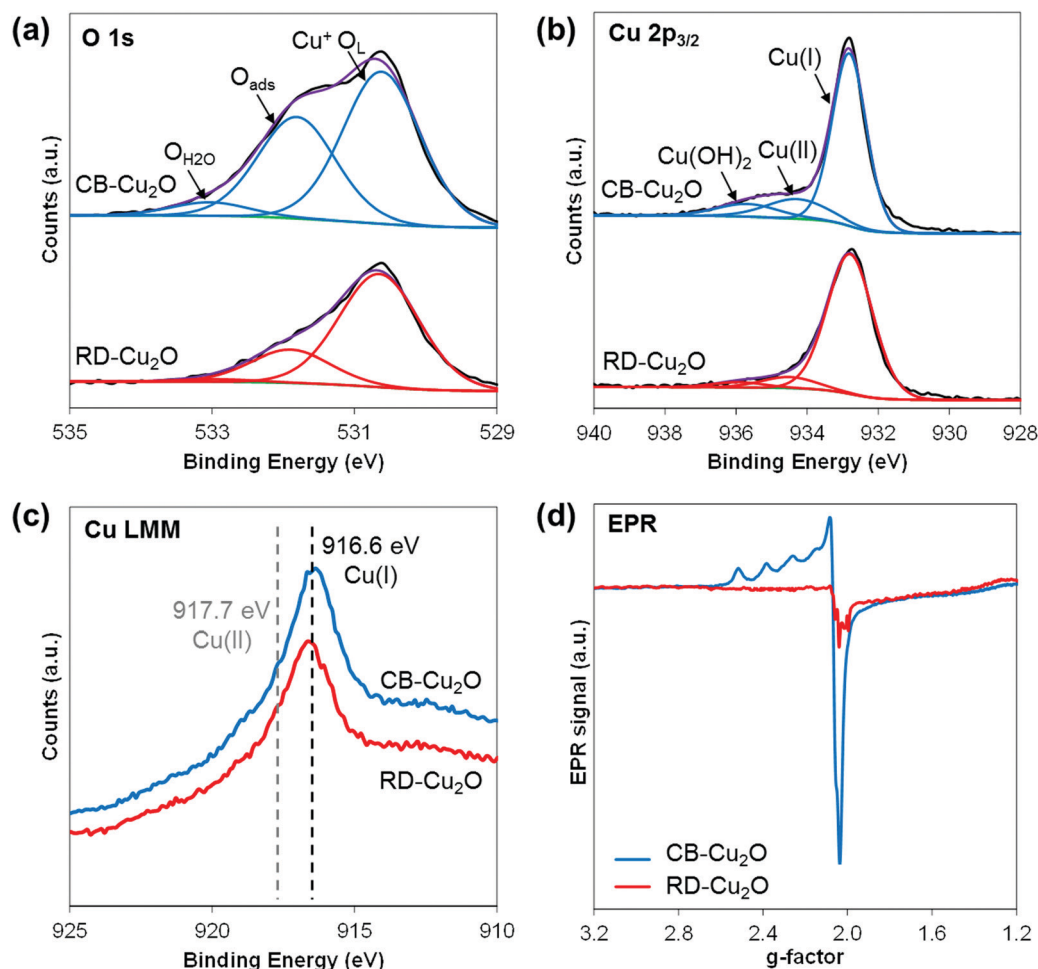 (a)
O 1s
Cu⁺ O_L
O_ads
O_H2O
CB-Cu₂O
RD-Cu₂O
Counts (a.u.)
535
533
531
529
Binding Energy (eV)
(b)
Cu 2p₃/₂
Cu(I)
Cu(II)
Cu(OH)₂
CB-Cu₂O
RD-Cu₂O
Counts (a.u.)
940
938
936
934
932
930
928
Binding Energy (eV)
(c)
Cu LMM
916.6 eV
Cu(I)
917.7 eV
Cu(II)
CB-Cu₂O
RD-Cu₂O
Counts (a.u.)
925
920
915
910
Binding Energy (eV)
(d)
EPR
EPR signal (a.u.)
CB-Cu₂O
RD-Cu₂O
3.2
2.8
2.4
2.0
1.6
1.2
g-factor